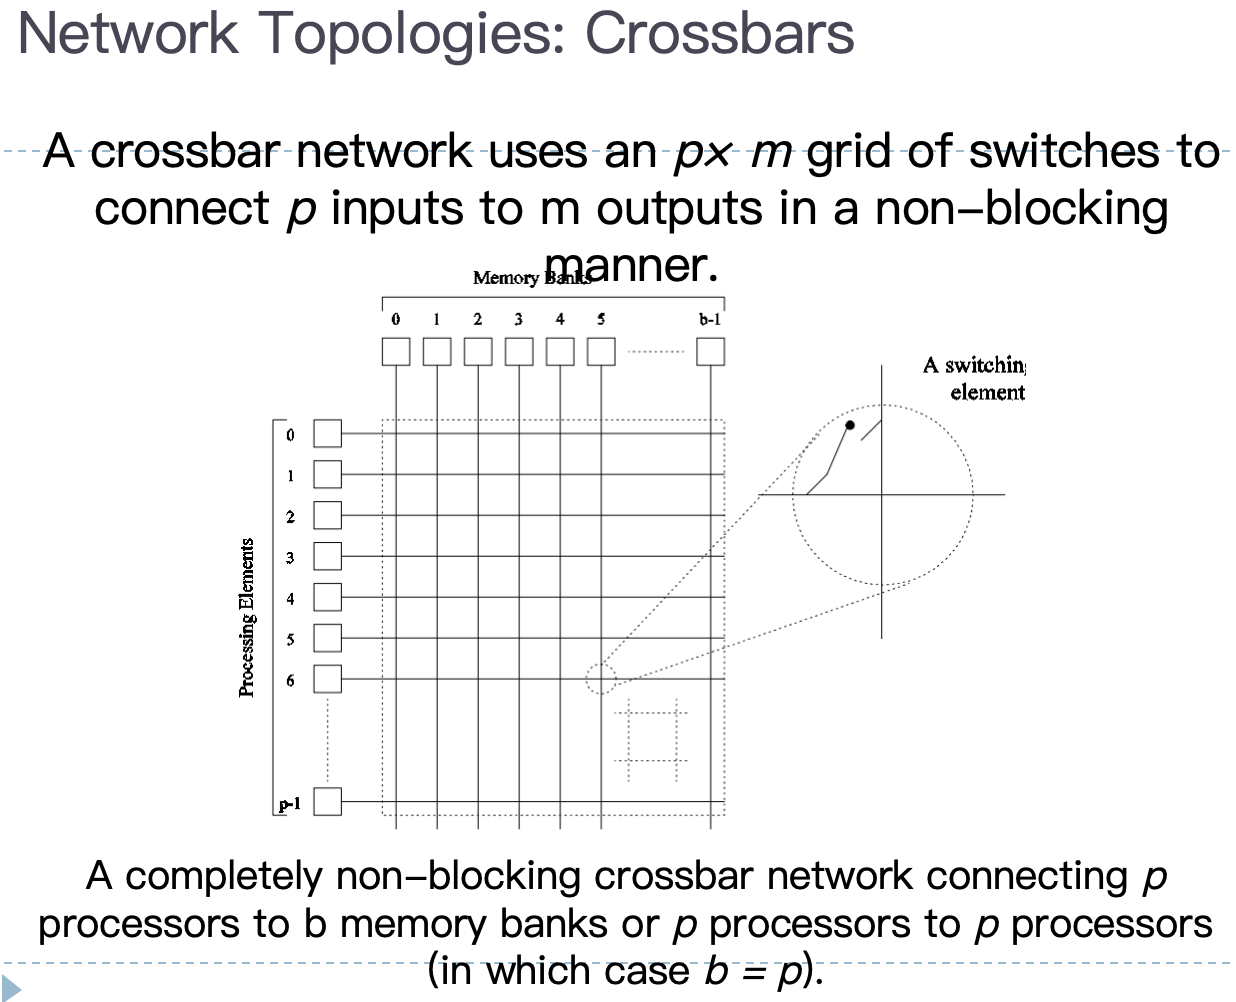 Network Topologies: Crossbars
A crossbar network uses an p× m grid of switches to
connect p inputs to m outputs in a non–blocking
manner.
Memory Banks
0 1 2 3 4 5 b-1
A switchin
element
0
1
2
3
4
5
6
p-1
Processing Elements
A completely non–blocking crossbar network connecting p
processors to b memory banks or p processors to p processors
(in which case b = p).